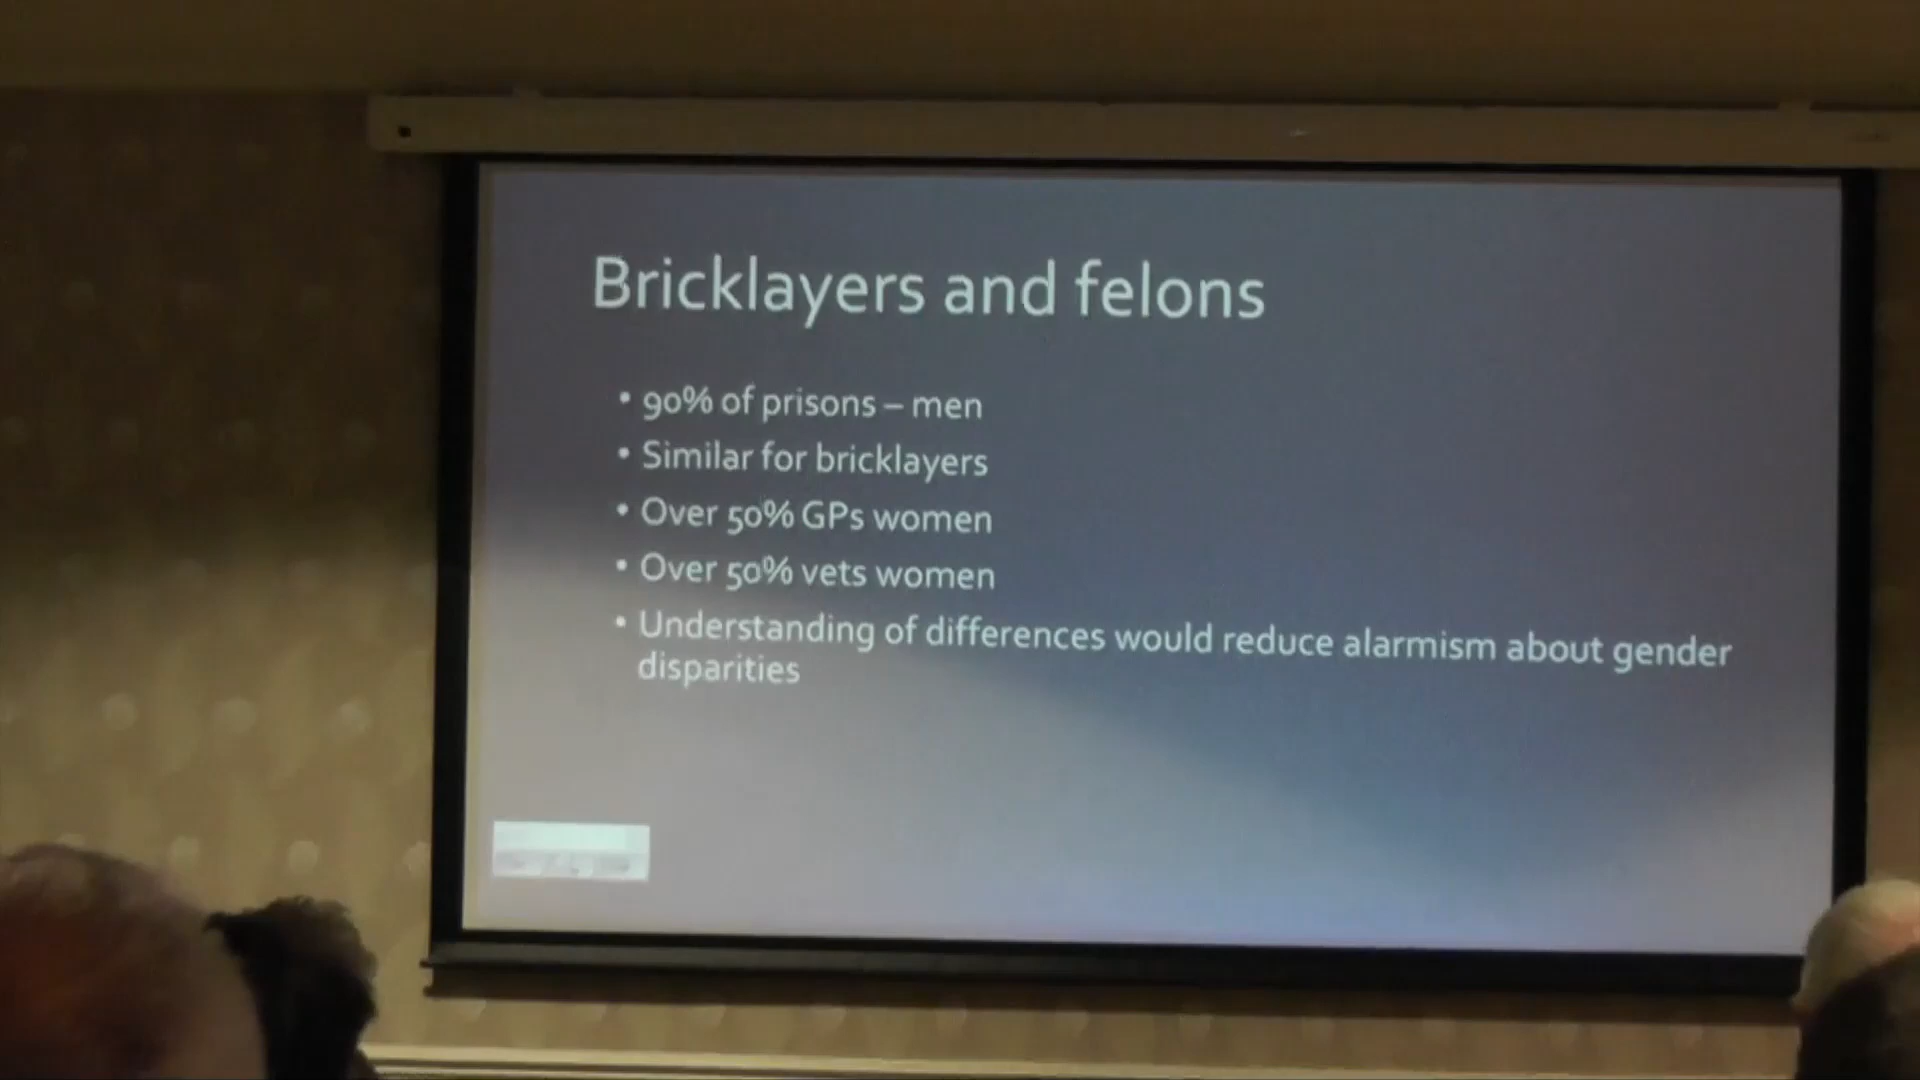 Bricklayers and felons
• 90% of prisons – men
• Similar for bricklayers
• Over 50% GPs women
• Over 50% vets women
• Understanding of differences would reduce alarmism about gender
disparities